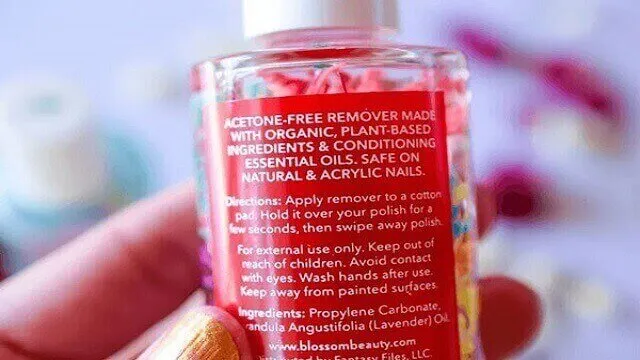 ACETONE-FREE REMOVER MADE
WITH ORGANIC, PLANT-BASED
INGREDIENTS & CONDITIONING
ESSENTIAL OILS. SAFE ON
NATURAL & ACRYLIC NAILS.
Directions: Apply remover to a cotton
pad. Hold it over your polish for a
few seconds, then swipe away polish.
For external use only. Keep out of
reach of children. Avoid contact
with eyes. Wash hands after use.
Keep away from painted surfaces.
Ingredients: Propylene Carbonate,
andula Angustifolia (Lavender) Oil.
www.blossombeauty.com
by Fantasy Files, LLC.